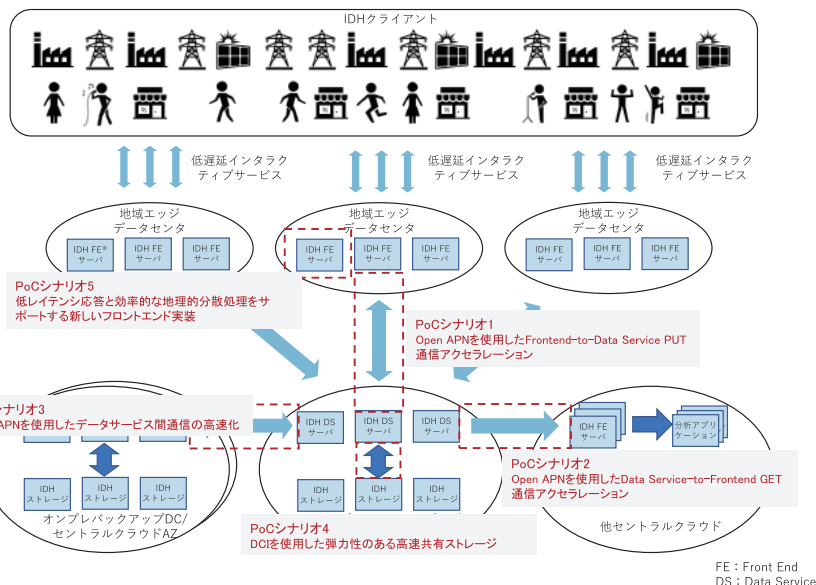 IDHクライアント
低遅延インタラク
ティブサービス
低遅延インタラク
ティブサービス
低遅延インタラク
ティブサービス
地域エッジ
データセンタ
IDH FE※
サーバ
IDH FE
サーバ
IDH FE
サーバ
地域エッジ
データセンタ
IDH FE
サーバ
IDH FE
サーバ
IDH FE
サーバ
地域エッジ
データセンタ
IDH FE
サーバ
IDH FE
サーバ
IDH FE
サーバ
PoCシナリオ5
低レイテンシ応答と効率的な地理的分散処理をサ
ポートする新しいフロントエンド実装
PoCシナリオ1
Open APNを使用したFrontend-to-Data Service PUT
通信アクセラレーション
シナリオ3
APNを使用したデータサービス間通信の高速化
IDH DS
サーバ
IDH DS
サーバ
IDH DS
サーバ
IDH FE
サーバ
分析アプリ
ケーション
PoCシナリオ2
Open APNを使用したData Service-to-Frontend GET
通信アクセラレーション
IDH
ストレージ
IDH
ストレージ
IDH
ストレージ
IDH
ストレージ
IDH
ストレージ
IDH
ストレージ
オンプレバックアップDC/
セントラルクラウドAZ
PoCシナリオ4
DCIを使用した弾力性のある高速共有ストレージ
他セントラルクラウド
FE：Front End
DS：Data Service